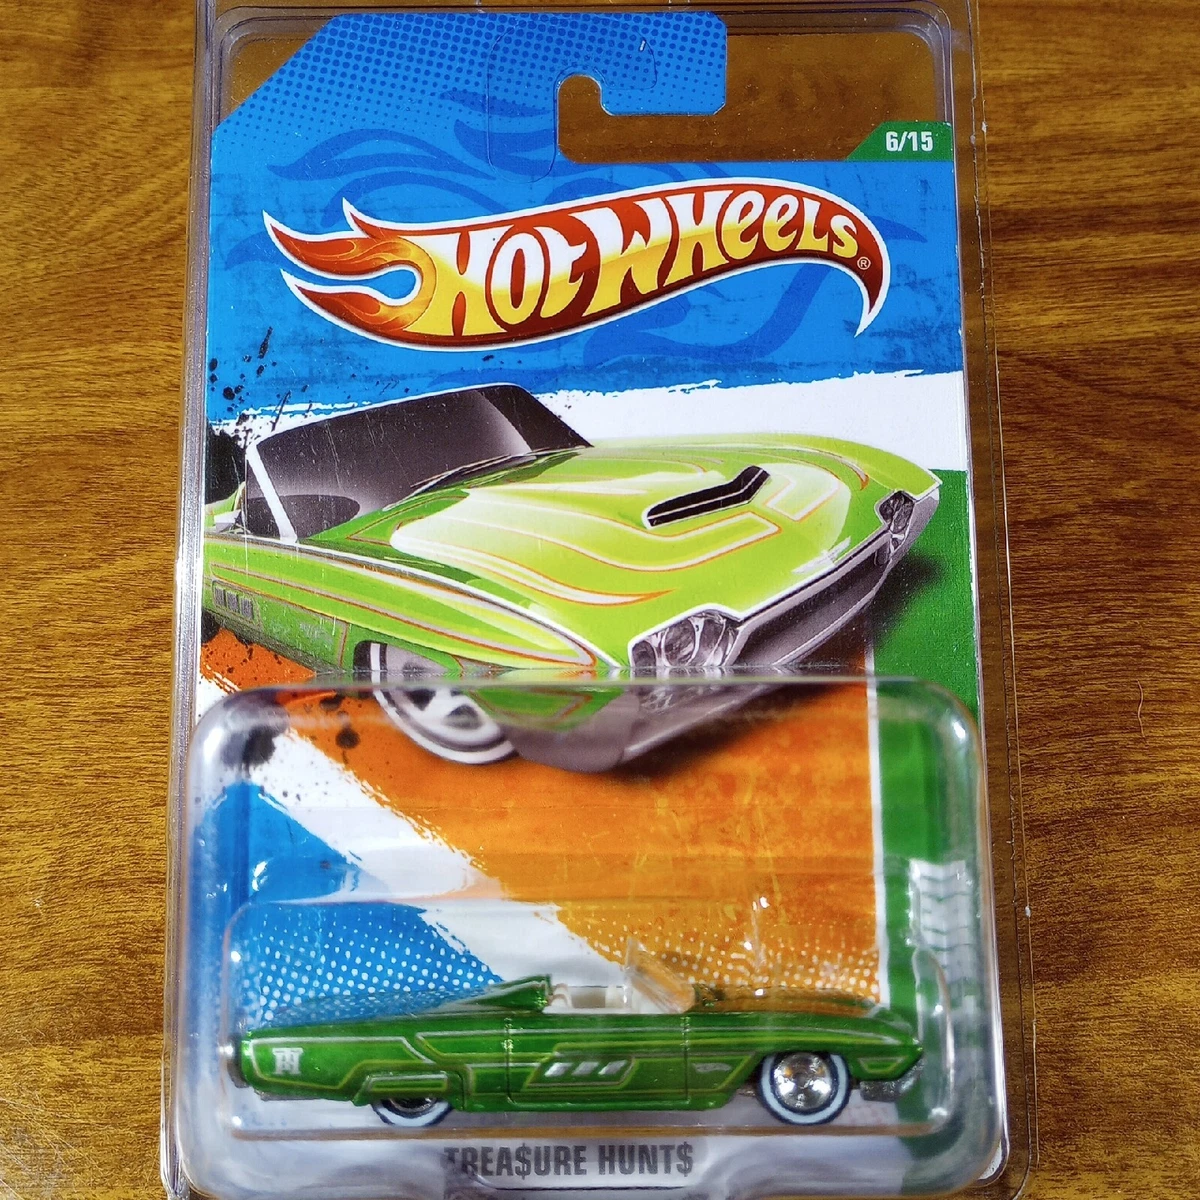 6/15
HOT WHEELS®
TH
TREA$URE HUNT$